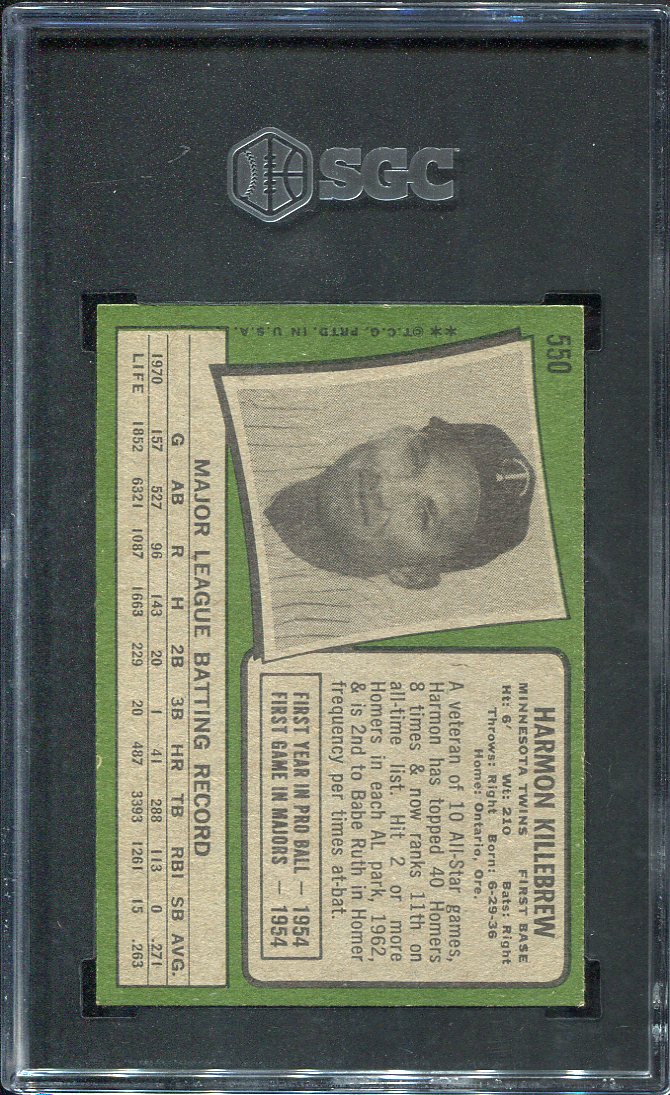 SGC
550
** ©T.C.G. PRTD. IN U.S.A.
HARMON KILLEBREW
MINNESOTA TWINS FIRST BASE
Ht: 6' Wt: 210 Bats: Right
Throws: Right Born: 6-29-36
Home: Ontario, Ore.
A veteran of 10 All-Star games,
Harmon has topped 40 Homers
8 times & now ranks 11th on
all-time list. Hit 2 or more
Homers in each AL park, 1962,
& is 2nd to Babe Ruth in Homer
frequency per times at-bat.
FIRST YEAR IN PRO BALL — 1954
FIRST GAME IN MAJORS — 1954
MAJOR LEAGUE BATTING RECORD
G AB R H 2B 3B HR TB RBI SB AVG.
1970 157 527 96 143 20 1 41 288 113 0 .271
LIFE 1852 6321 1087 1663 229 20 487 3393 1261 15 .263